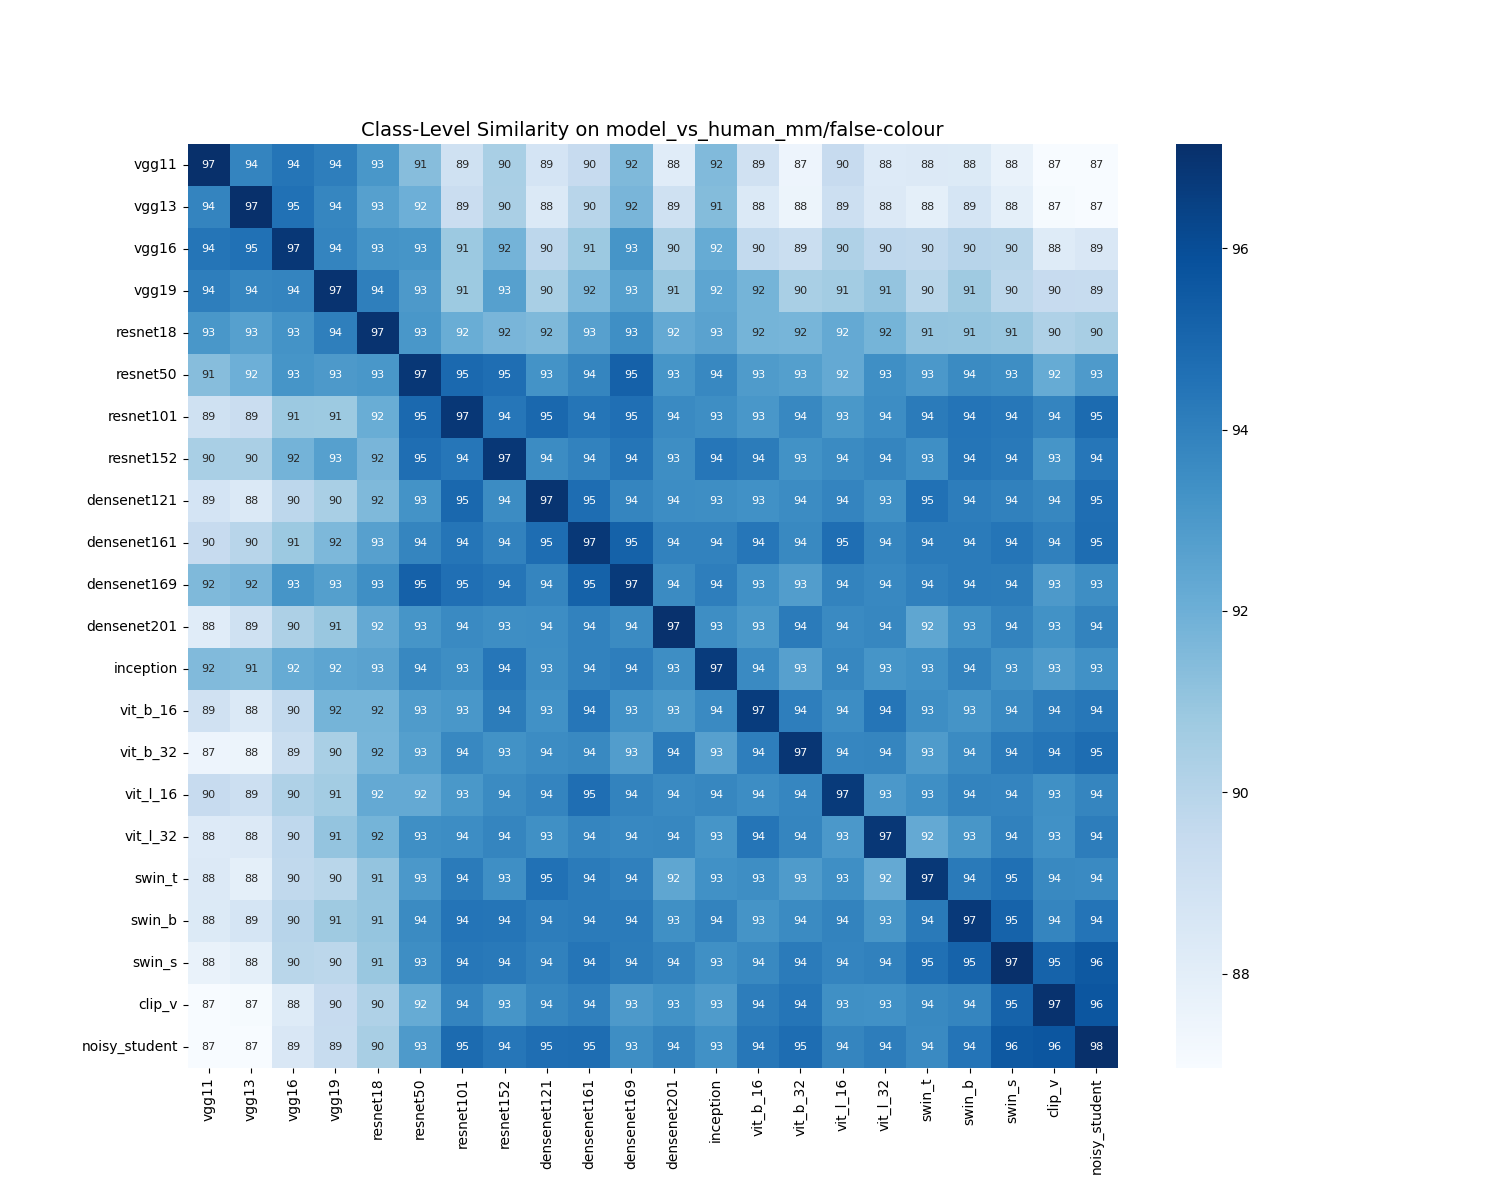 Class-Level Similarity on model_vs_human_mm/false-colour
vgg11 97 94 94 94 93 91 89 90 89 90 92 88 92 89 87 90 88 88 88 88 87 87
vgg13 94 97 95 94 93 92 89 90 88 90 92 89 91 88 88 89 88 88 89 88 87 87
vgg16 94 95 97 94 93 93 91 92 90 91 93 90 92 90 89 90 90 90 90 90 88 89
vgg19 94 94 94 97 94 93 91 93 90 92 93 91 92 92 90 91 91 90 91 90 90 89
resnet18 93 93 93 94 97 93 92 92 92 93 93 92 93 92 92 92 92 91 91 91 90 90
resnet50 91 92 93 93 93 97 95 95 93 94 95 93 94 93 93 92 93 93 94 93 92 93
resnet101 89 89 91 91 92 95 97 94 95 94 95 94 93 93 94 93 94 94 94 94 94 95
resnet152 90 90 92 93 92 95 94 97 94 94 94 93 94 94 93 94 94 93 94 94 93 94
densenet121 89 88 90 90 92 93 95 94 97 95 94 94 93 93 94 94 93 95 94 94 94 95
densenet161 90 90 91 92 93 94 94 94 95 97 95 94 94 94 94 95 94 94 94 94 94 95
densenet169 92 92 93 93 93 95 95 94 94 95 97 94 94 93 93 94 94 94 94 94 93 93
densenet201 88 89 90 91 92 93 94 93 94 94 94 97 93 93 94 94 94 92 93 94 93 94
inception 92 91 92 92 93 94 93 94 93 94 94 93 97 94 93 94 93 93 94 93 93 93
vit_b_16 89 88 90 92 92 93 93 94 93 94 93 93 94 97 94 94 94 93 93 94 94 94
vit_b_32 87 88 89 90 92 93 94 93 94 94 93 94 93 94 97 94 94 93 94 94 94 95
vit_l_16 90 89 90 91 92 92 93 94 94 95 94 94 94 94 94 97 93 93 94 94 93 94
vit_l_32 88 88 90 91 92 93 94 94 93 94 94 94 93 94 94 93 97 92 93 94 93 94
swin_t 88 88 90 90 91 93 94 93 95 94 94 92 93 93 93 93 92 97 94 95 94 94
swin_b 88 89 90 91 91 94 94 94 94 94 94 93 94 93 94 94 93 94 97 95 94 94
swin_s 88 88 90 90 91 93 94 94 94 94 94 94 93 94 94 94 94 95 95 97 95 96
clip_v 87 87 88 90 90 92 94 93 94 94 93 93 93 94 94 93 93 94 94 95 97 96
noisy_student 87 87 89 89 90 93 95 94 95 95 93 94 93 94 95 94 94 94 94 96 96 98
vgg11 vgg13 vgg16 vgg19 resnet18 resnet50 resnet101 resnet152 densenet121 densenet161 densenet169 densenet201 inception vit_b_16 vit_b_32 vit_l_16 vit_l_32 swin_t swin_b swin_s clip_v noisy_student
96
94
92
90
88